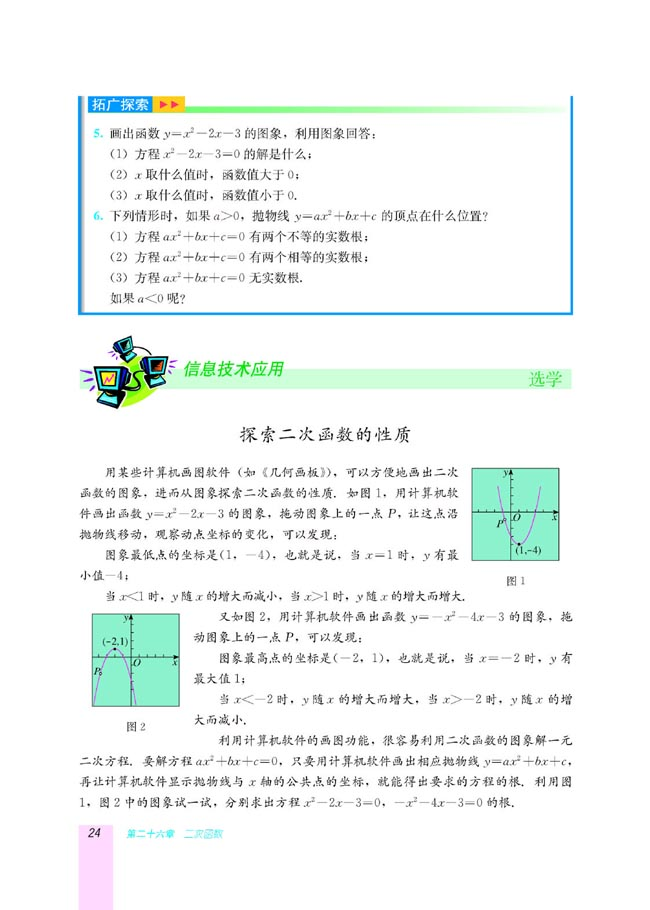 拓广探索
5. 画出函数 y=x²-2x-3 的图象,利用图象回答:
(1) 方程 x²-2x-3=0 的解是什么;
(2) x 取什么值时,函数值大于 0;
(3) x 取什么值时,函数值小于 0.
6. 下列情形时,如果 a>0,抛物线 y=ax²+bx+c 的顶点在什么位置?
(1) 方程 ax²+bx+c=0 有两个不等的实数根;
(2) 方程 ax²+bx+c=0 有两个相等的实数根;
(3) 方程 ax²+bx+c=0 无实数根.
如果 a<0 呢?
信息技术应用
选学
探索二次函数的性质
用某些计算机画图软件(如《几何画板》),可以方便地画出二次
函数的图象,进而从图象探索二次函数的性质. 如图 1,用计算机软
件画出函数 y=x²-2x-3 的图象,拖动图象上的一点 P,让这点沿
抛物线移动,观察动点坐标的变化,可以发现:
图象最低点的坐标是(1,-4),也就是说,当 x=1 时,y 有最
小值-4;
当 x<1 时,y 随 x 的增大而减小,当 x>1 时,y 随 x 的增大而增大.
y
P
O
x
(1,-4)
图 1
y
(-2,1)
O
x
P
图 2
又如图 2,用计算机软件画出函数 y=-x²-4x-3 的图象,拖
动图象上的一点 P,可以发现:
图象最高点的坐标是(-2,1),也就是说,当 x=-2 时,y 有
最大值 1;
当 x<-2 时,y 随 x 的增大而增大,当 x>-2 时,y 随 x 的增
大而减小.
利用计算机软件的画图功能,很容易利用二次函数的图象解一元
二次方程. 要解方程 ax²+bx+c=0,只要用计算机软件画出相应抛物线 y=ax²+bx+c,
再让计算机软件显示抛物线与 x 轴的公共点的坐标,就能得出要求的方程的根. 利用图
1,图 2 中的图象试一试,分别求出方程 x²-2x-3=0,-x²-4x-3=0 的根.
24 第二十六章 二次函数